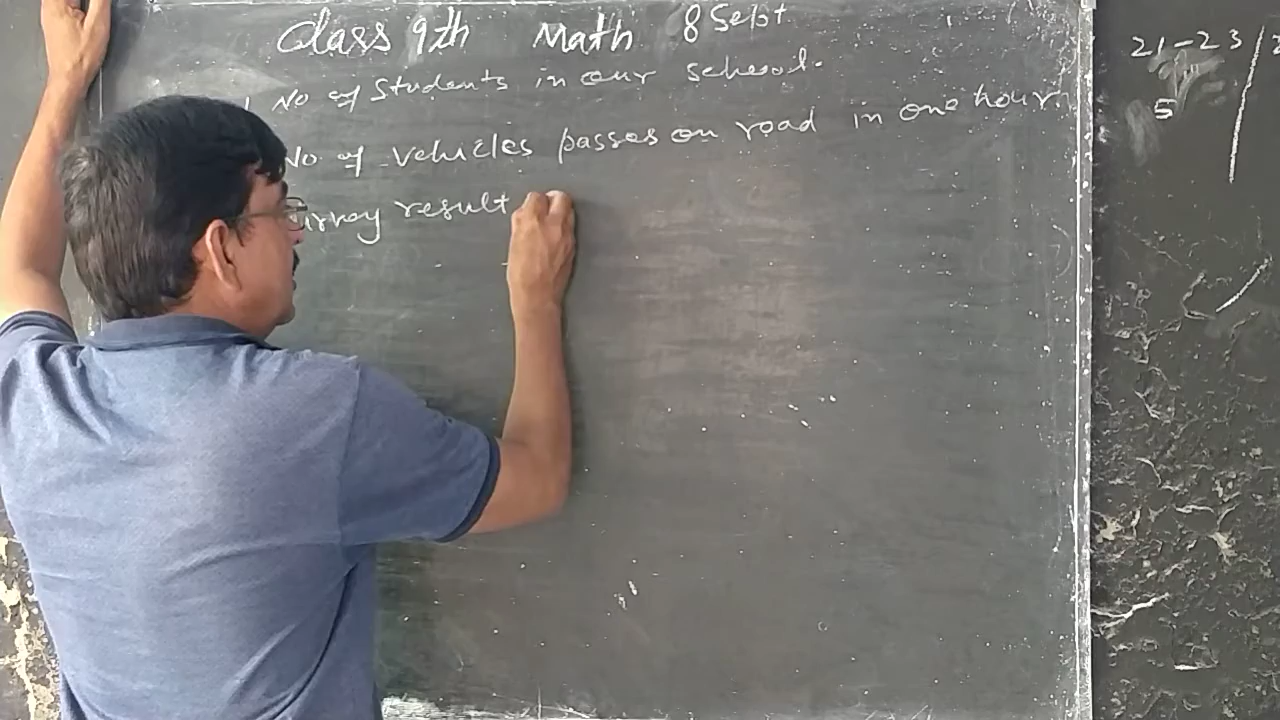 Class 9th Math 8 Sept
No of Students in our school.
No of vehicles passes on road in one hour.
result
21-23
5